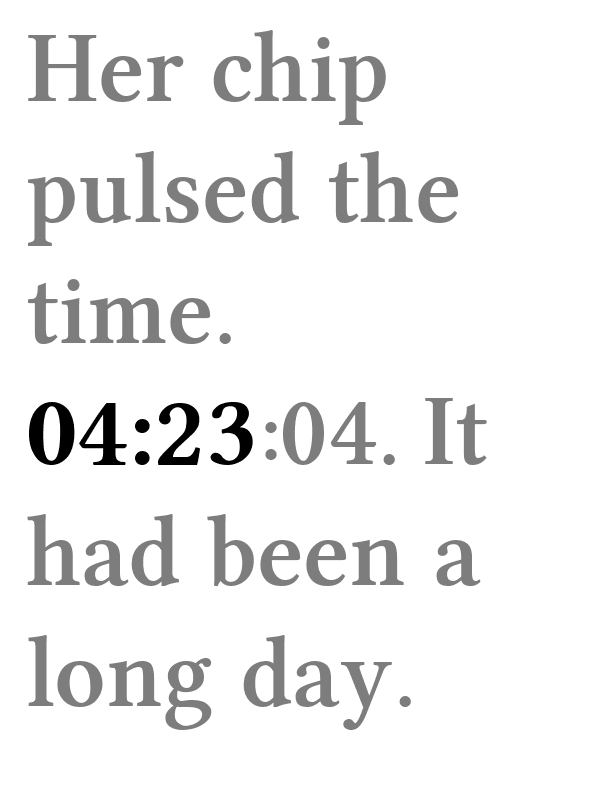 Her chip
pulsed the
time.
04:23:04. It
had been a
long day.